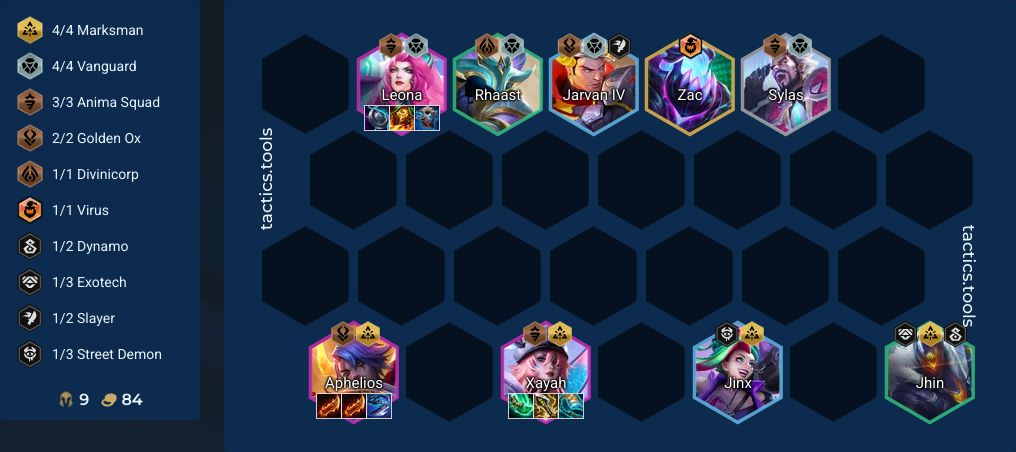 4/4 Marksman
4/4 Vanguard
3/3 Anima Squad
2/2 Golden Ox
1/1 Divinicorp
1/1 Virus
1/2 Dynamo
1/3 Exotech
1/2 Slayer
1/3 Street Demon
9 84
tactics.tools
Leona Rhaast Jarvan IV Zac Sylas
tactics.tools
Aphelios Xayah Jinx Jhin